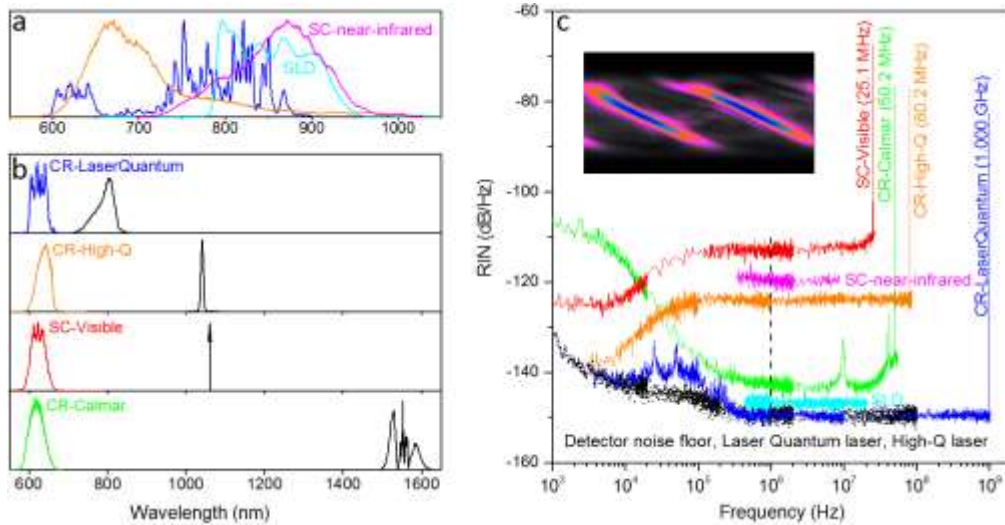 a
SC-near-infrared
SLD
600 700 800 900 1000
b
CR-LaserQuantum
CR-High-Q
SC-Visible
CR-Calmar
600 800 1000 1200 1400 1600
Wavelength (nm)
c
-60
-80
-100
-120
-140
-160
RIN (dB/Hz)
SC-Visible (25.1 MHz)
CR-Calmar (50.2 MHz)
CR-High-Q (80.2 MHz)
CR-LaserQuantum (1.000 GHz)
SC-near-infrared
SLD
Detector noise floor, Laser Quantum laser, High-Q laser
10³ 10⁴ 10⁵ 10⁶ 10⁷ 10⁸ 10⁹
Frequency (Hz)